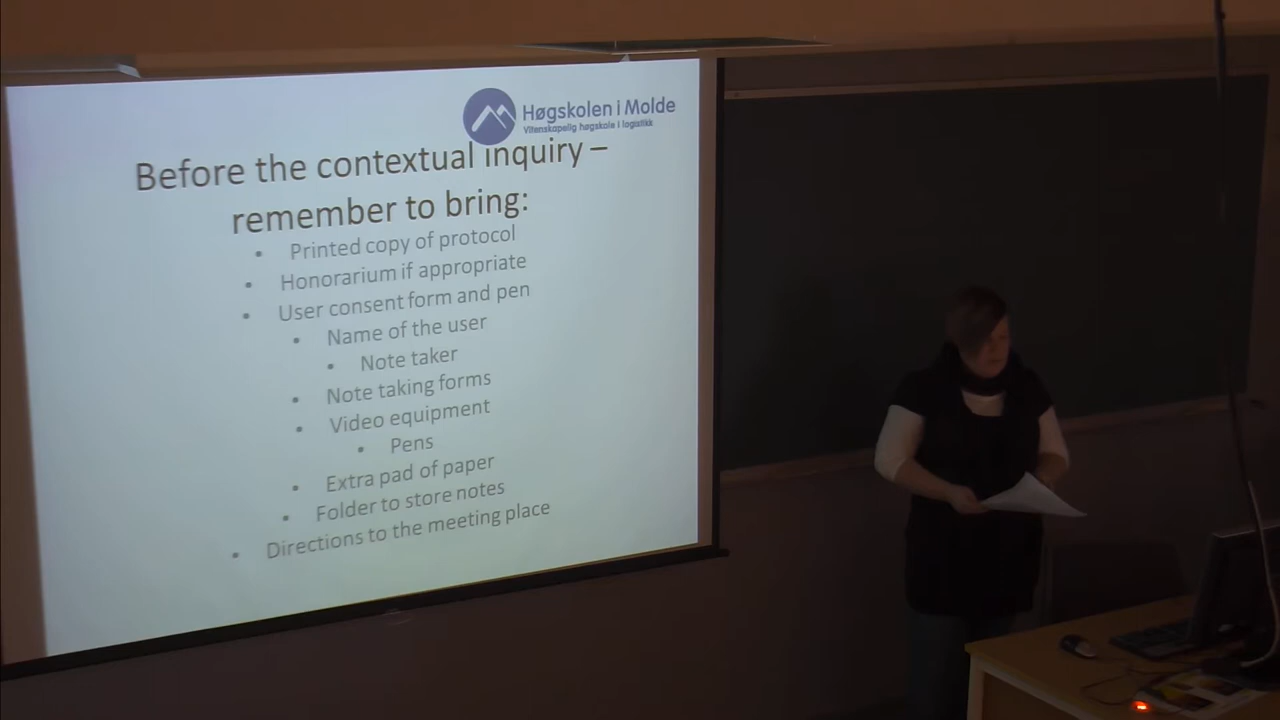 Høgskolen i Molde
Vitenskapelig høgskole i logistikk
Before the contextual inquiry –
remember to bring:
• Printed copy of protocol
• Honorarium if appropriate
• User consent form and pen
• Name of the user
• Note taker
• Note taking forms
• Video equipment
• Pens
• Extra pad of paper
• Folder to store notes
• Directions to the meeting place